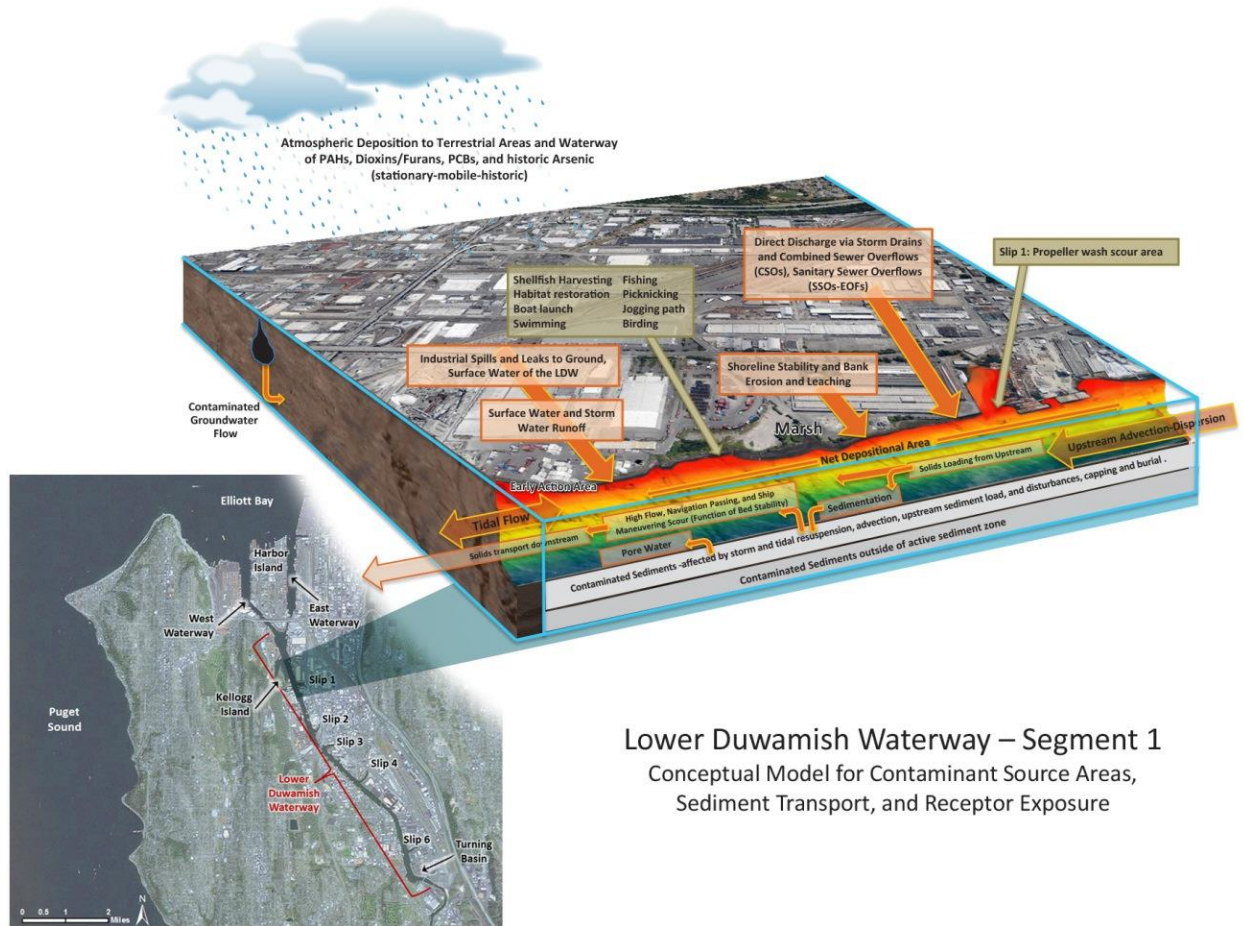 Atmospheric Deposition to Terrestrial Areas and Waterway
of PAHs, Dioxins/Furans, PCBs, and historic Arsenic
(stationary-mobile-historic)
Direct Discharge via Storm Drains
and Combined Sewer Overflows
(CSOs), Sanitary Sewer Overflows
(SSOs-EOFs)
Slip 1: Propeller wash scour area
Shellfish Harvesting Fishing
Habitat restoration Picknicking
Boat launch Jogging path
Swimming Birding
Industrial Spills and Leaks to Ground,
Surface Water of the LDW
Shoreline Stability and Bank
Erosion and Leaching
Surface Water and Storm
Water Runoff
Contaminated
Groundwater
Flow
Marsh
Net Depositional Area
Upstream Advection-Dispersion
Early Action Area
Solids Loading from Upstream
Sedimentation
Tidal Flow
High Flow, Navigation Passing, and Ship
Maneuvering Scour (Function of Bed Stability)
Solids transport downstream
Pore Water
Contaminated Sediments -affected by storm and tidal resuspension, advection, upstream sediment load, and disturbances, capping and burial .
Contaminated Sediments outside of active sediment zone
Elliott Bay
Harbor
Island
West
Waterway
East
Waterway
Kellogg
Island
Slip 1
Puget
Sound
Slip 2
Slip 3
Slip 4
Lower
Duwamish
Waterway
Slip 6
Turning
Basin
0 0.5 1 2
Miles
N
Lower Duwamish Waterway – Segment 1
Conceptual Model for Contaminant Source Areas,
Sediment Transport, and Receptor Exposure